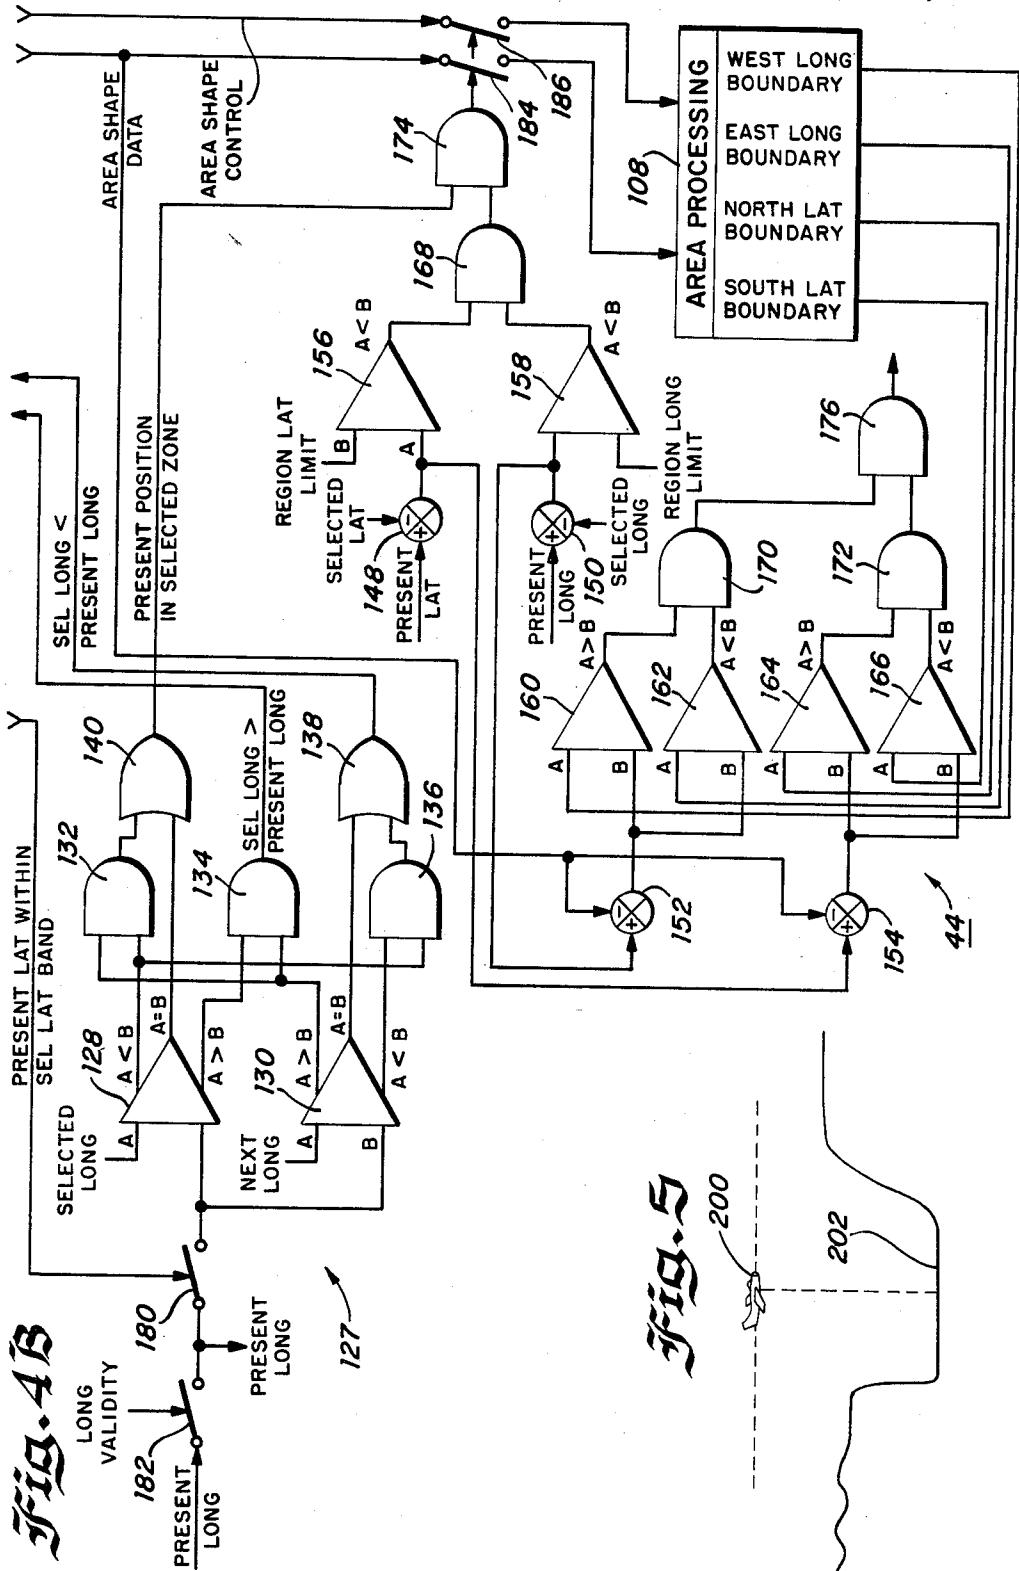 Fig. 4B
PRESENT LAT WITHIN
SEL LAT BAND
LONG
VALIDITY
182
PRESENT
LONG
180
PRESENT
LONG
127
SELECTED
LONG
A
128
A < B
A = B
A > B
NEXT
LONG
A
B
130
A > B
A = B
A < B
132
134
136
140
138
SEL LONG >
PRESENT LONG
SEL LONG <
PRESENT LONG
PRESENT POSITION
IN SELECTED ZONE
AREA SHAPE
DATA
AREA SHAPE
CONTROL
174
184
186
168
REGION LAT
LIMIT
SELECTED
LAT
148
PRESENT
LAT
- +
B
A
156
A < B
158
A < B
PRESENT
LONG
+ -
150
SELECTED
LONG
REGION LONG
LIMIT
108
AREA PROCESSING
WEST LONG
BOUNDARY
EAST LONG
BOUNDARY
NORTH LAT
BOUNDARY
SOUTH LAT
BOUNDARY
160
A
B
A > B
162
A
B
A < B
164
A
B
A > B
166
A
B
A < B
170
172
176
- +
152
- +
154
44
Fig. 5
200
202